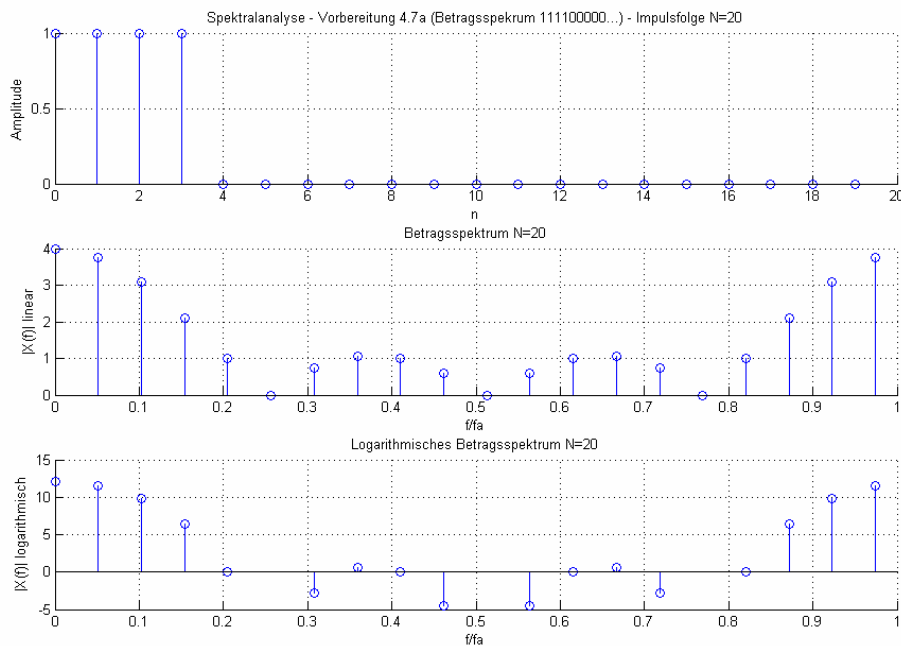 Spektralanalyse - Vorbereitung 4.7a (Betragsspekrum 111100000...) - Impulsfolge N=20
1
0.5
0
Amplitude
0 2 4 6 8 10 12 14 16 18 20
n
Betragsspektrum N=20
4
3
2
1
0
|X(f)| linear
0 0.1 0.2 0.3 0.4 0.5 0.6 0.7 0.8 0.9 1
f/fa
Logarithmisches Betragsspektrum N=20
15
10
5
0
-5
|X(f)| logarithmisch
0 0.1 0.2 0.3 0.4 0.5 0.6 0.7 0.8 0.9 1
f/fa